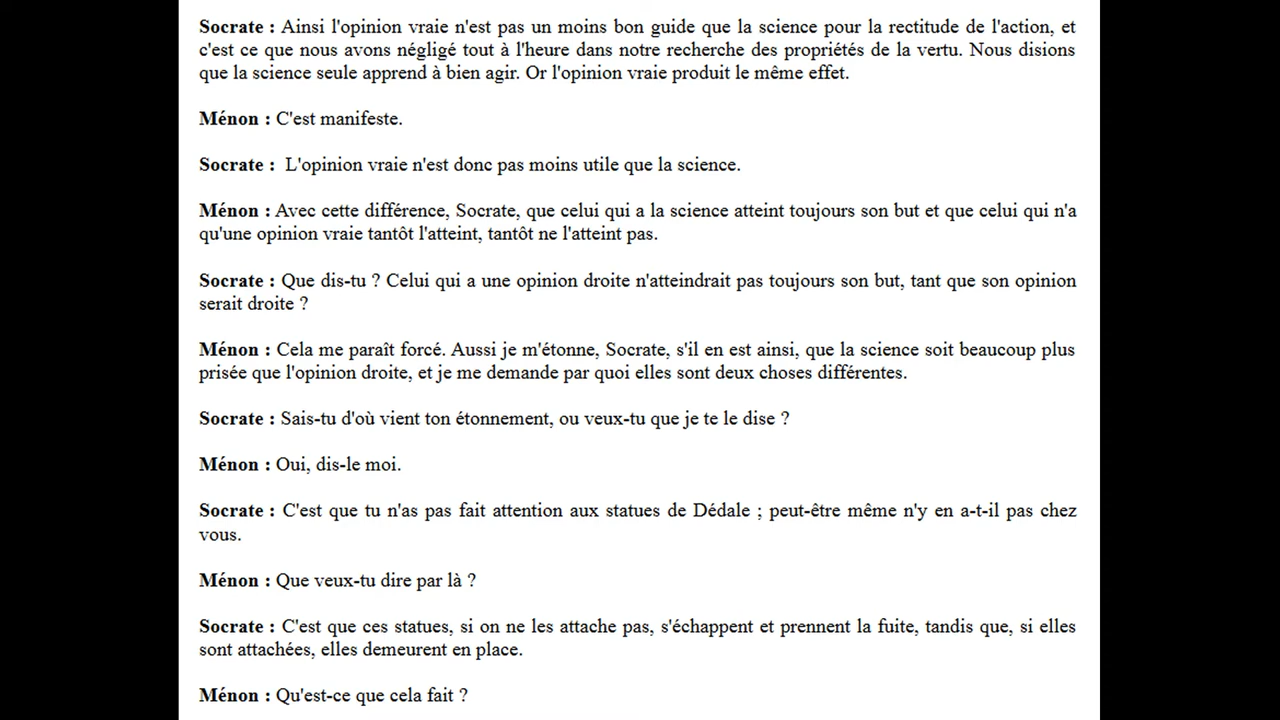 Socrate : Ainsi l'opinion vraie n'est pas un moins bon guide que la science pour la rectitude de l'action, et
c'est ce que nous avons négligé tout à l'heure dans notre recherche des propriétés de la vertu. Nous disions
que la science seule apprend à bien agir. Or l'opinion vraie produit le même effet.
Ménon : C'est manifeste.
Socrate : L'opinion vraie n'est donc pas moins utile que la science.
Ménon : Avec cette différence, Socrate, que celui qui a la science atteint toujours son but et que celui qui n'a
qu'une opinion vraie tantôt l'atteint, tantôt ne l'atteint pas.
Socrate : Que dis-tu ? Celui qui a une opinion droite n'atteindrait pas toujours son but, tant que son opinion
serait droite ?
Ménon : Cela me paraît forcé. Aussi je m'étonne, Socrate, s'il en est ainsi, que la science soit beaucoup plus
prisée que l'opinion droite, et je me demande par quoi elles sont deux choses différentes.
Socrate : Sais-tu d'où vient ton étonnement, ou veux-tu que je te le dise ?
Ménon : Oui, dis-le moi.
Socrate : C'est que tu n'as pas fait attention aux statues de Dédale ; peut-être même n'y en a-t-il pas chez
vous.
Ménon : Que veux-tu dire par là ?
Socrate : C'est que ces statues, si on ne les attache pas, s'échappent et prennent la fuite, tandis que, si elles
sont attachées, elles demeurent en place.
Ménon : Qu'est-ce que cela fait ?